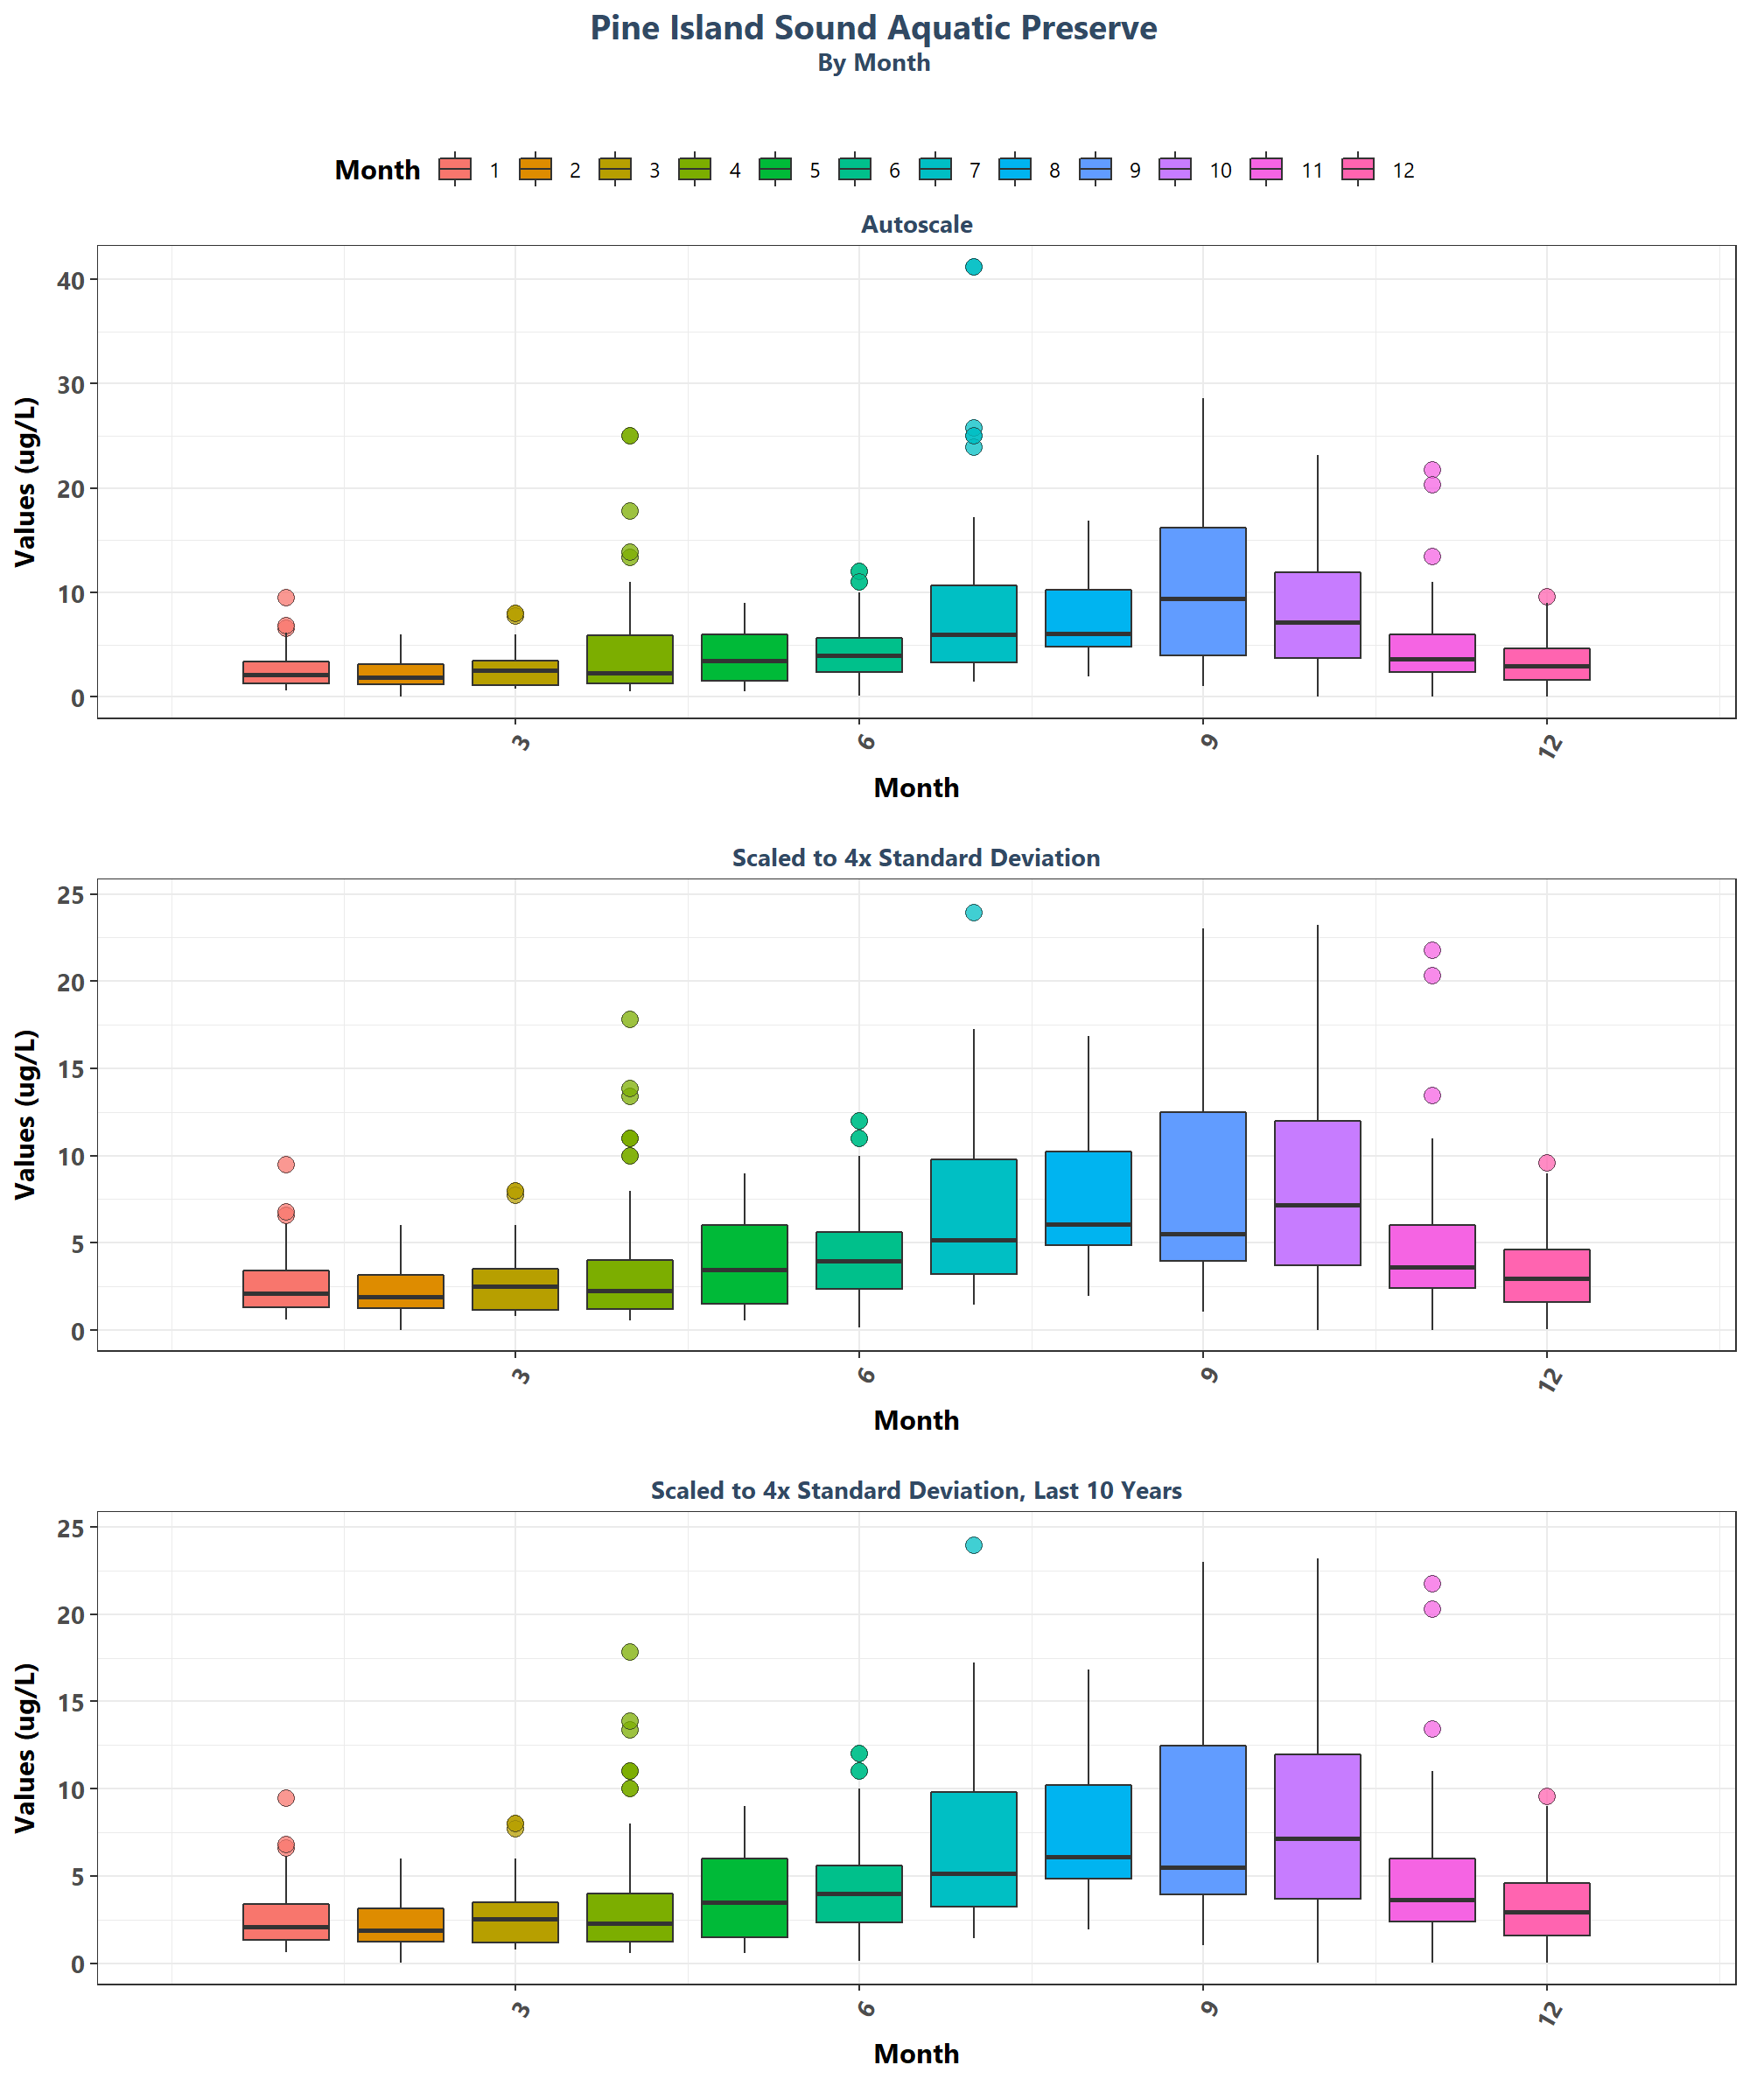 Pine Island Sound Aquatic Preserve
By Month
Month 1 2 3 4 5 6 7 8 9 10 11 12
Autoscale
Values (ug/L)
40
30
20
10
0
3 6 9 12
Month
Scaled to 4x Standard Deviation
Values (ug/L)
25
20
15
10
5
0
3 6 9 12
Month
Scaled to 4x Standard Deviation, Last 10 Years
Values (ug/L)
25
20
15
10
5
0
3 6 9 12
Month